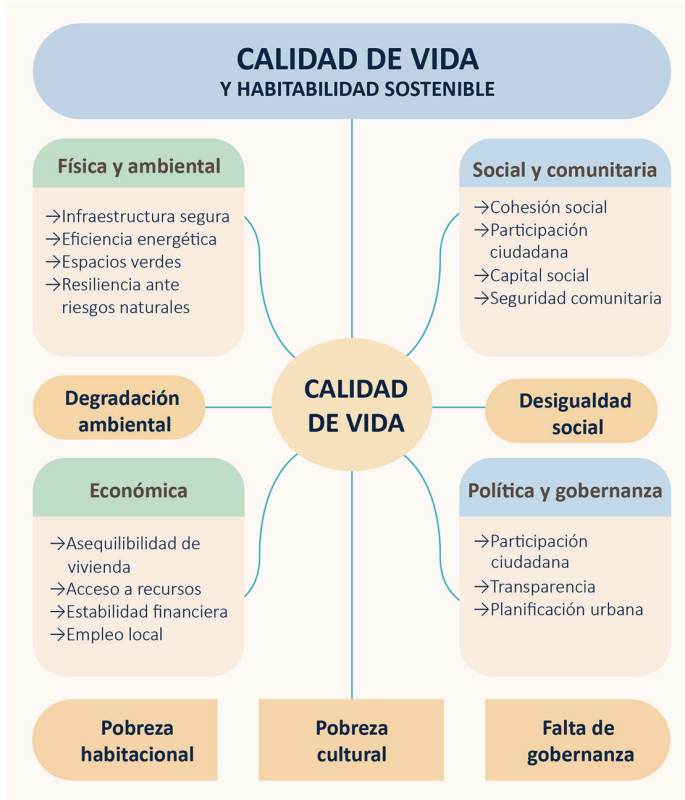 CALIDAD DE VIDA
Y HABITABILIDAD SOSTENIBLE
Física y ambiental
→Infraestructura segura
→Eficiencia energética
→Espacios verdes
→Resiliencia ante
riesgos naturales
Social y comunitaria
→Cohesión social
→Participación
ciudadana
→Capital social
→Seguridad comunitaria
CALIDAD
DE VIDA
Degradación
ambiental
Desigualdad
social
Económica
→Asequilibilidad de
vivienda
→Acceso a recursos
→Estabilidad financiera
→Empleo local
Política y gobernanza
→Participación
ciudadana
→Transparencia
→Planificación urbana
Pobreza
habitacional
Pobreza
cultural
Falta de
gobernanza